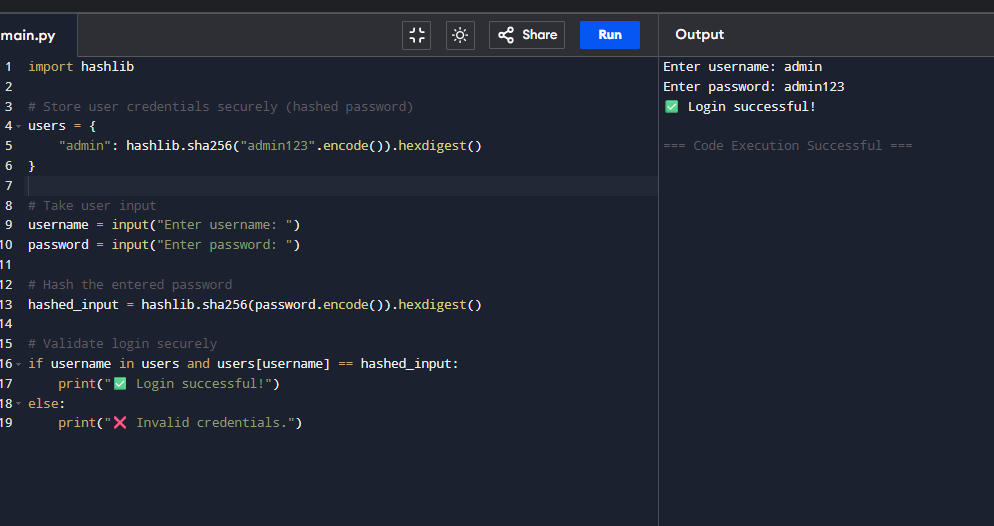 main.py
Share
Run
Output
1 import hashlib
2
3 # Store user credentials securely (hashed password)
4 users = {
5     "admin": hashlib.sha256("admin123".encode()).hexdigest()
6 }
7
8 # Take user input
9 username = input("Enter username: ")
10 password = input("Enter password: ")
11
12 # Hash the entered password
13 hashed_input = hashlib.sha256(password.encode()).hexdigest()
14
15 # Validate login securely
16 if username in users and users[username] == hashed_input:
17     print("✅ Login successful!")
18 else:
19     print("❌ Invalid credentials.")
Enter username: admin
Enter password: admin123
✅ Login successful!
=== Code Execution Successful ===